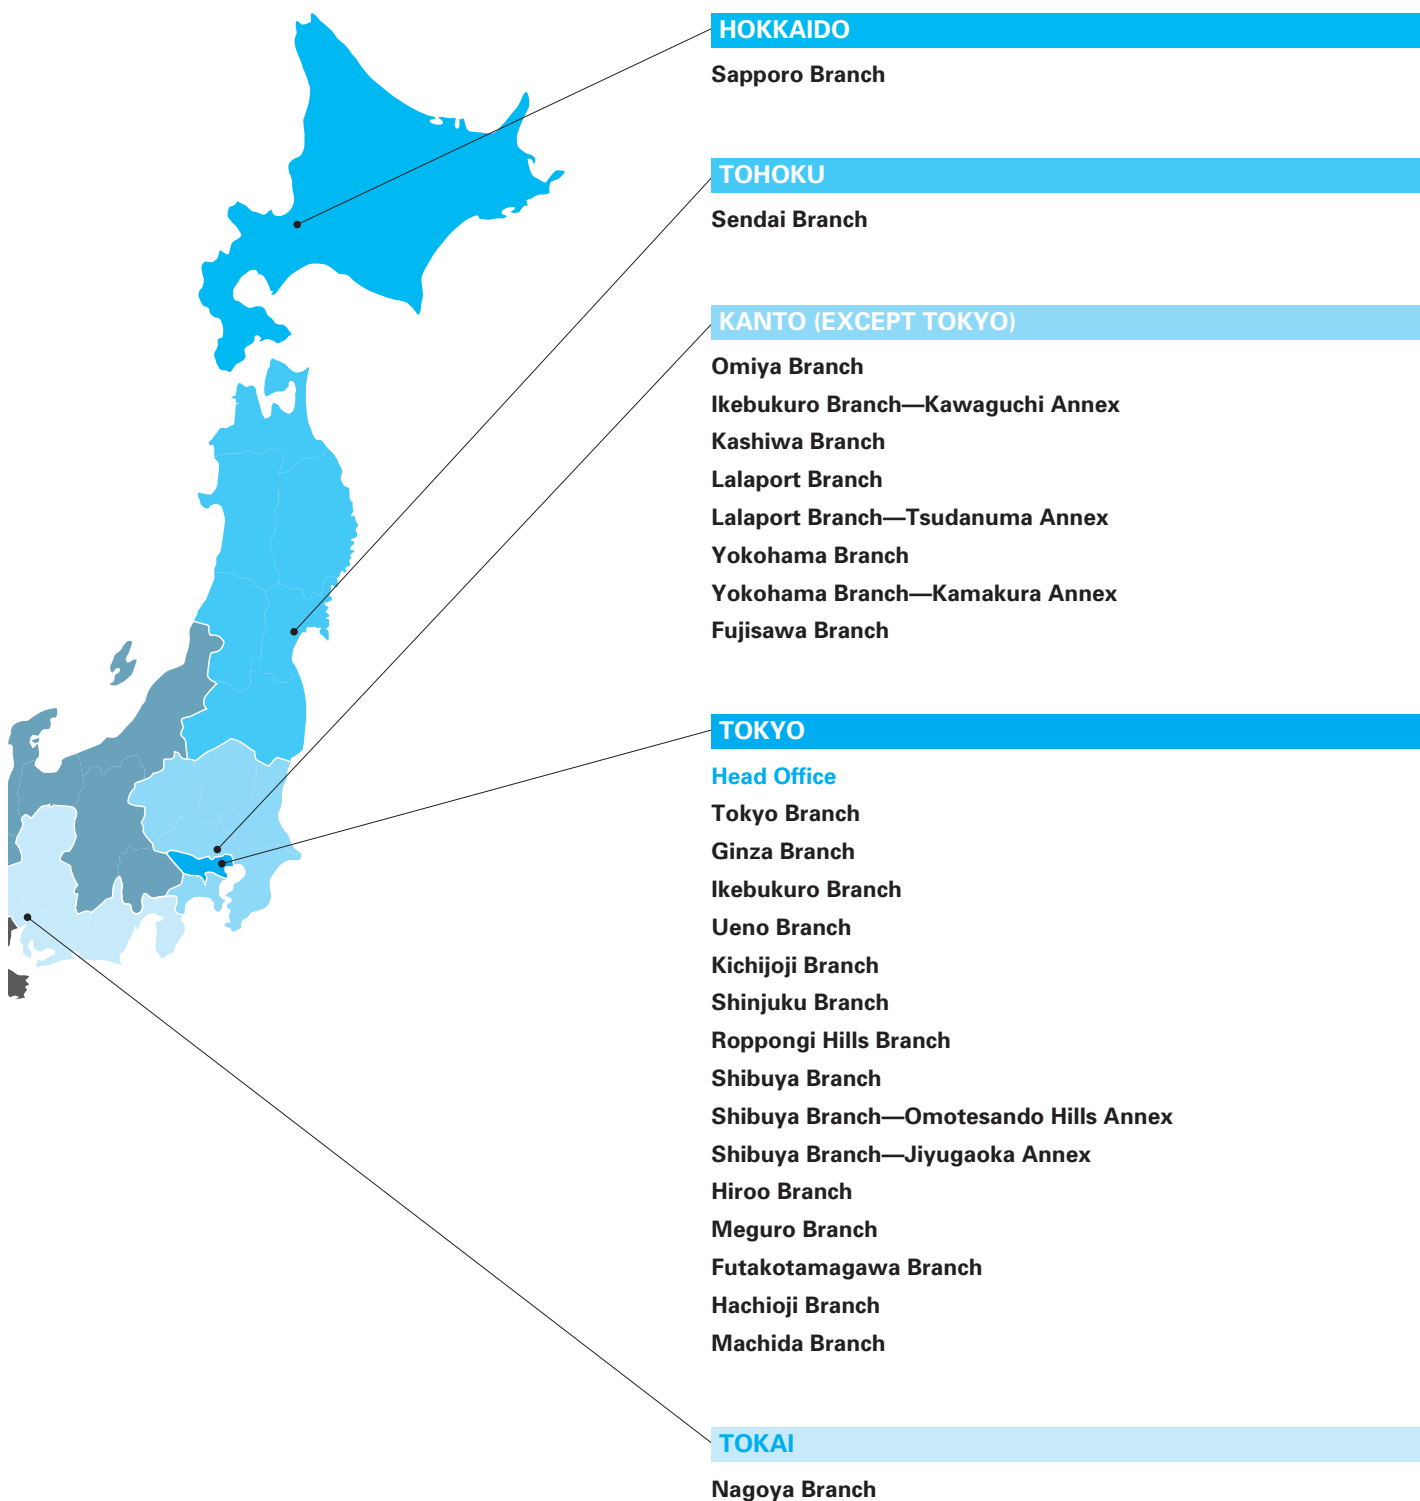 HOKKAIDO
Sapporo Branch
TOHOKU
Sendai Branch
KANTO (EXCEPT TOKYO)
Omiya Branch
Ikebukuro Branch—Kawaguchi Annex
Kashiwa Branch
Lalaport Branch
Lalaport Branch—Tsudanuma Annex
Yokohama Branch
Yokohama Branch—Kamakura Annex
Fujisawa Branch
TOKYO
Head Office
Tokyo Branch
Ginza Branch
Ikebukuro Branch
Ueno Branch
Kichijoji Branch
Shinjuku Branch
Roppongi Hills Branch
Shibuya Branch
Shibuya Branch—Omotesando Hills Annex
Shibuya Branch—Jiyugaoka Annex
Hiroo Branch
Meguro Branch
Futakotamagawa Branch
Hachioji Branch
Machida Branch
TOKAI
Nagoya Branch